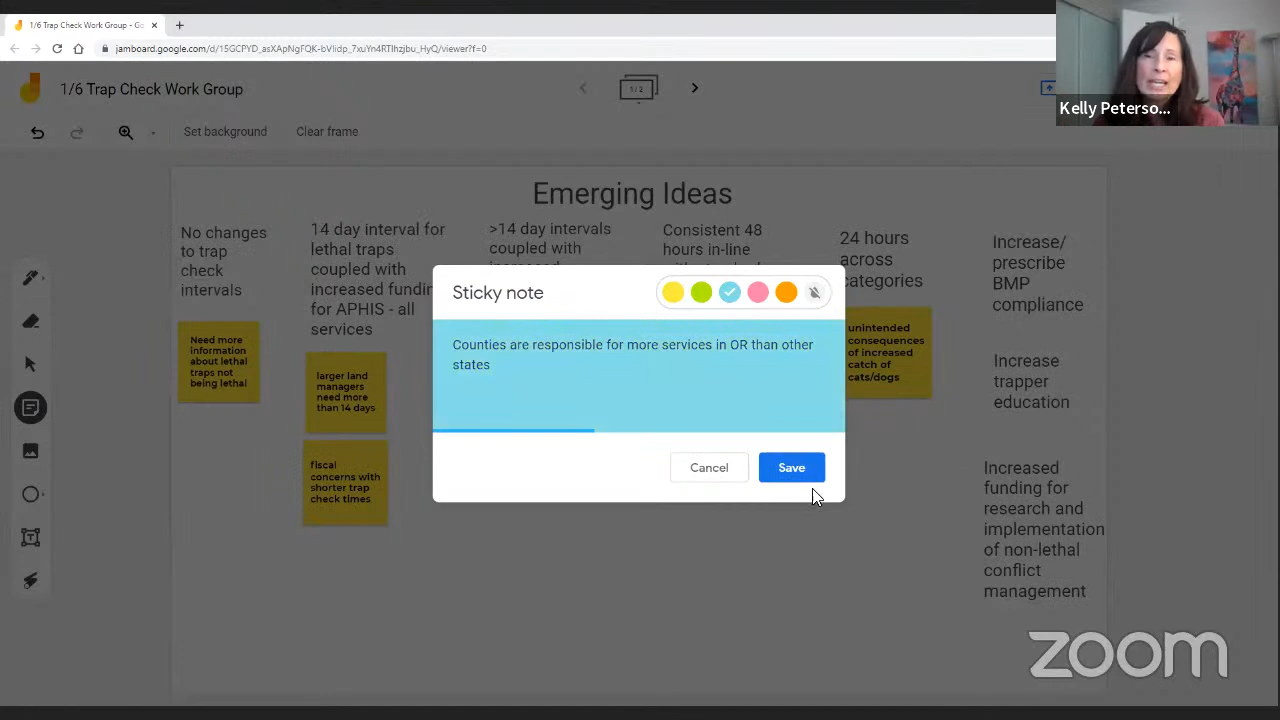 1/6 Trap Check Work Group - Go
jamboard.google.com/d/15GCPYD_asXApNgFQK-bVIidp_7xuYn4RTIhzjbu_HyQ/viewer?f=0
1/6 Trap Check Work Group
1 / 2
Set background
Clear frame
Kelly Peterso...
Emerging Ideas
No changes
to trap
check
intervals
14 day interval for
lethal traps
coupled with
increased fundin
for APHIS - all
services
>14 day intervals
coupled with
increased
Consistent 48
hours in-line
24 hours
across
categories
Increase/
prescribe
BMP
compliance
Increase
trapper
education
Increased
funding for
research and
implementation
of non-lethal
conflict
management
Need more
information
about lethal
traps not
being lethal
larger land
managers
need more
than 14 days
fiscal
concerns with
shorter trap
check times
unintended
consequences
of increased
catch of
cats/dogs
Sticky note
Counties are responsible for more services in OR than other
states
Cancel
Save
zoom